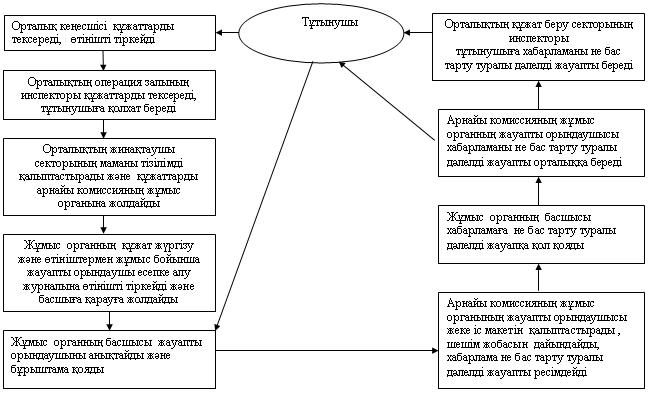 Тұтынушы
Орталық кеңесшісі құжаттарды
тексереді, өтінішті тіркейді
Орталықтың операция залының
инспекторы құжаттарды тексереді,
тұтынушыға қолхат береді
Орталықтың жинақтаушы
секторының маманы тізілімді
қалыптастырады және құжаттарды
арнайы комиссияның жұмыс
органына жолдайды
Жұмыс органның құжат жүргізу
және өтініштермен жұмыс бойынша
жауапты орындаушы есепке алу
журналына өтінішті тіркейді және
басшыға қарауға жолдайды
Жұмыс органның басшысы жауапты
орындаушыны анықтайды және
бұрыштама қояды
Арнайы комиссияның жұмыс
органының жауапты орындаушысы
жеке іс макетін қалыптастырады ,
шешім жобасын дайындайды,
хабарлама не бас тарту туралы
дәлелді жауапты ресімдейді
Жұмыс органның басшысы
хабарламаға не бас тарту туралы
дәлелді жауапқа қол қояды
Арнайы комиссияның жұмыс
органның жауапты орындаушысы
хабарламаны не бас тарту туралы
дәлелді жауапты орталыққа береді
Орталықтың құжат беру секторының
инспекторы
тұтынушыға хабарламаны не бас
тарту туралы дәлелді жауапты береді